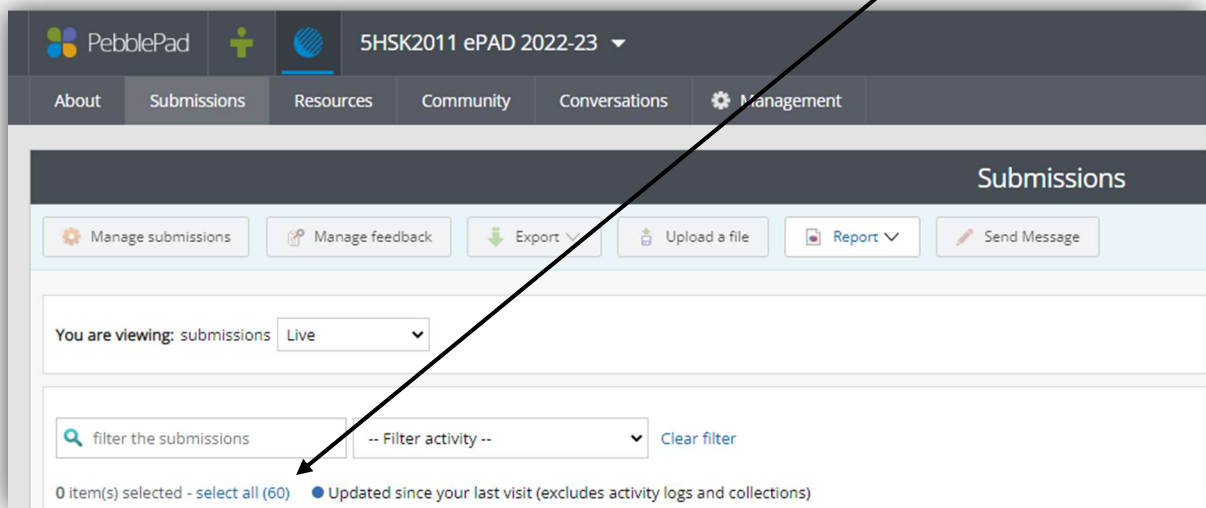 PebblePad 5HSK2011 ePAD 2022-23
About Submissions Resources Community Conversations Management
Submissions
Manage submissions Manage feedback Export Upload a file Report Send Message
You are viewing: submissions Live
filter the submissions -- Filter activity -- Clear filter
0 item(s) selected - select all (60) Updated since your last visit (excludes activity logs and collections)